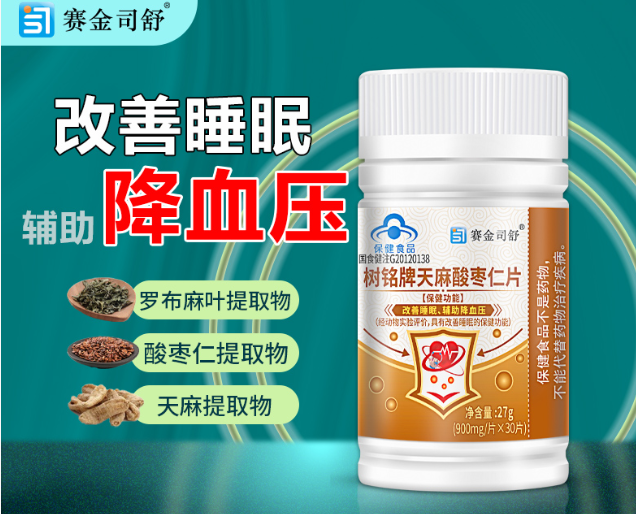 赛金司舒®
改善睡眠
辅助降血压
罗布麻叶提取物
酸枣仁提取物
天麻提取物
保健食品
国食健注G20120138
赛金司舒®
树铭牌天麻酸枣仁片
【保健功能】
改善睡眠、辅助降血压
(经动物实验评价,具有改善睡眠的保健功能)
净含量:27g
(900mg/片×30片)
保健食品不是药物,
不能代替药物治疗疾病。